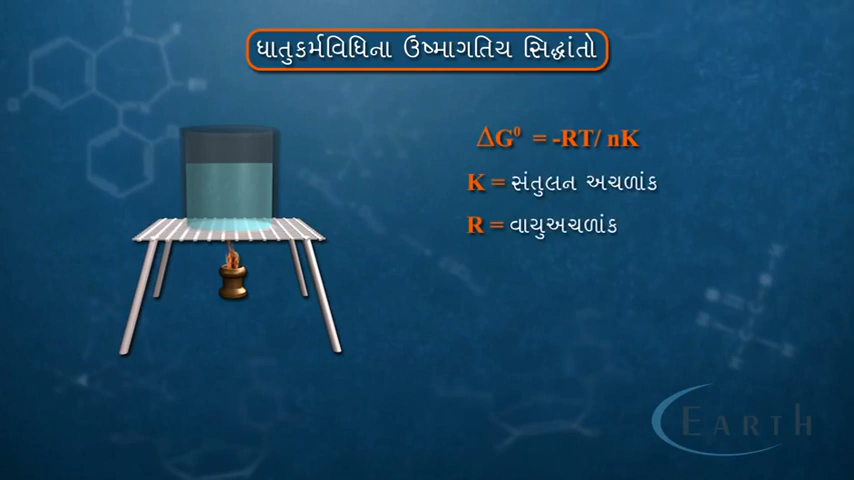 ધાતુકર્મવિધિના ઉષ્માગતિય સિદ્ધાંતો
ΔG⁰ = -RT/ nK
K = સંતુલન અચળાંક
R = વાયુઅચળાંક
EARTH